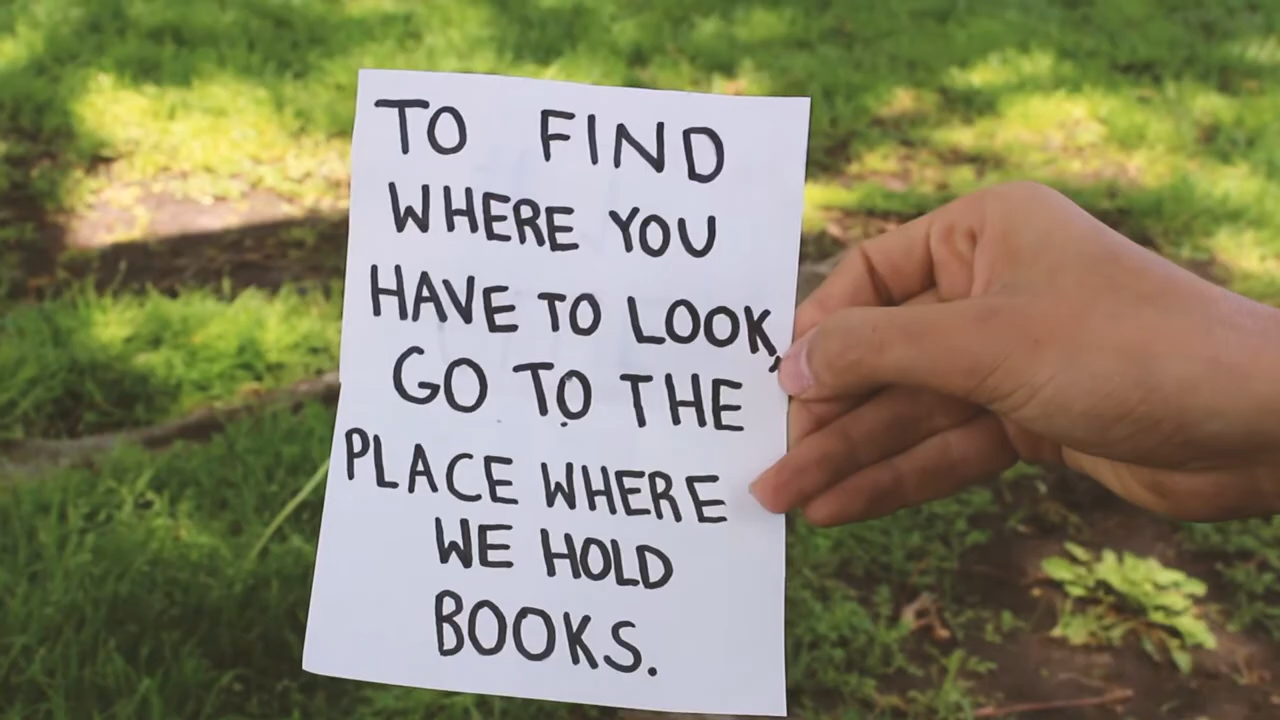 TO FIND
WHERE YOU
HAVE TO LOOK,
GO TO THE
PLACE WHERE
WE HOLD
BOOKS.